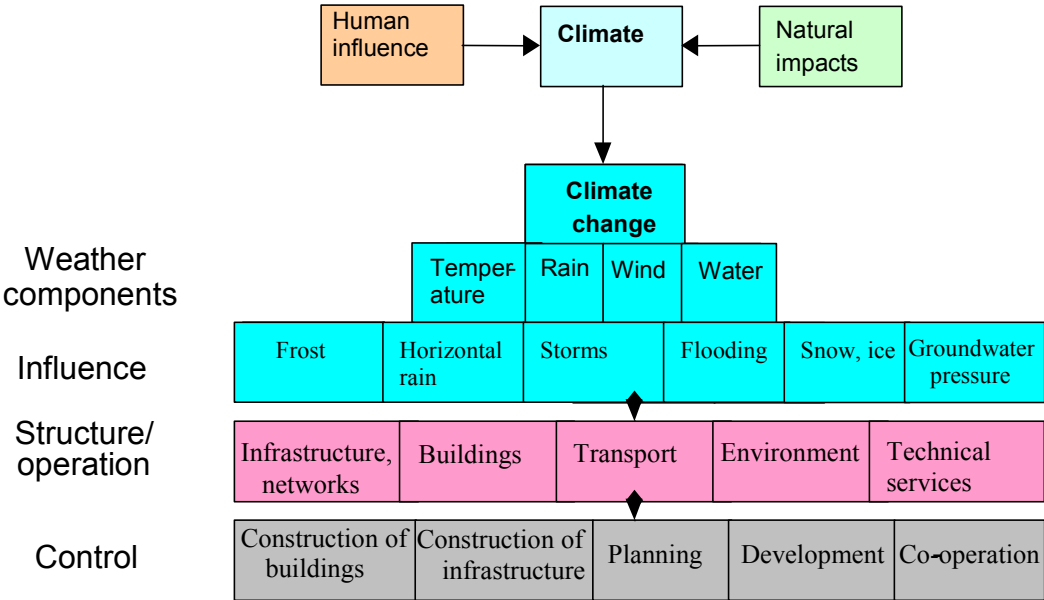 Human
influence
Climate
Natural
impacts
Climate
change
Weather
components
Temper-
ature
Rain
Wind
Water
Influence
Frost
Horizontal
rain
Storms
Flooding
Snow, ice
Groundwater
pressure
Structure/
operation
Infrastructure,
networks
Buildings
Transport
Environment
Technical
services
Control
Construction of
buildings
Construction of
infrastructure
Planning
Development
Co-operation